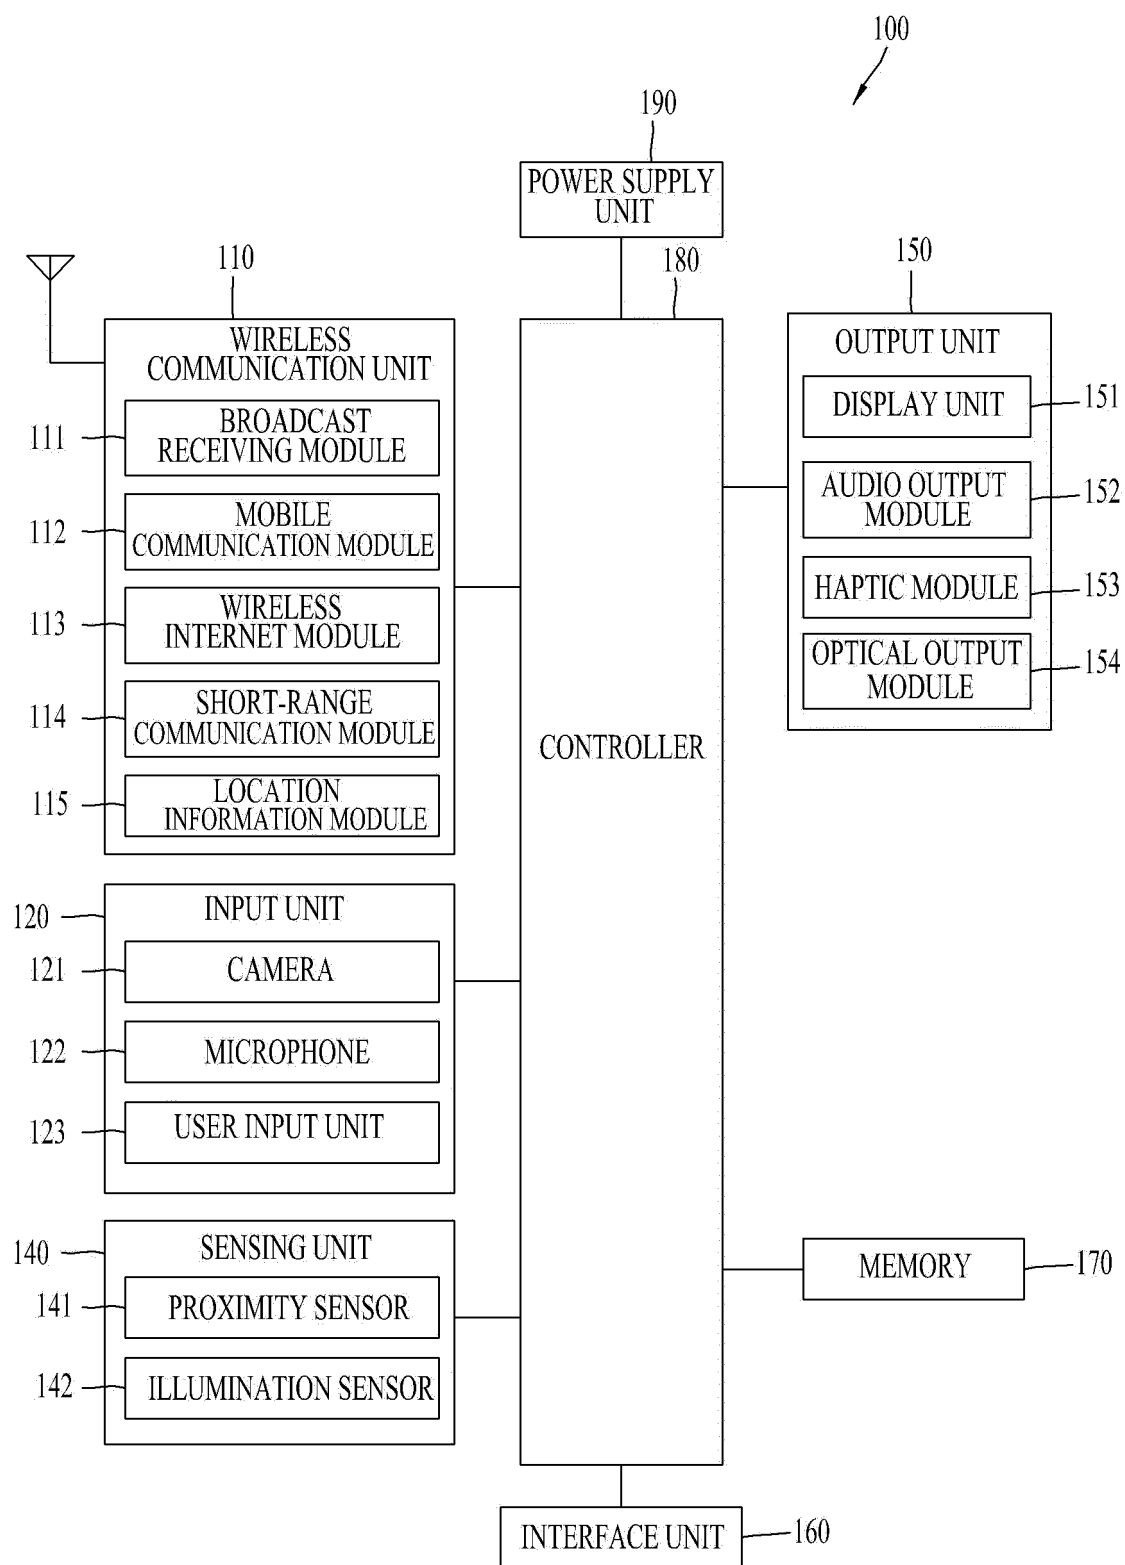 100
190
POWER SUPPLY
UNIT
110
180
150
WIRELESS
COMMUNICATION UNIT
111
BROADCAST
RECEIVING MODULE
112
MOBILE
COMMUNICATION MODULE
113
WIRELESS
INTERNET MODULE
114
SHORT-RANGE
COMMUNICATION MODULE
115
LOCATION
INFORMATION MODULE
120
INPUT UNIT
121
CAMERA
122
MICROPHONE
123
USER INPUT UNIT
140
SENSING UNIT
141
PROXIMITY SENSOR
142
ILLUMINATION SENSOR
CONTROLLER
OUTPUT UNIT
DISPLAY UNIT
151
AUDIO OUTPUT
MODULE
152
HAPTIC MODULE
153
OPTICAL OUTPUT
MODULE
154
MEMORY
170
INTERFACE UNIT
160